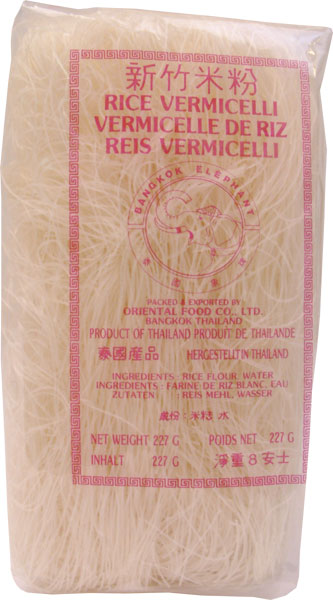 新竹米粉
RICE VERMICELLI
VERMICELLE DE RIZ
REIS VERMICELLI
BANGKOK ELEPHANT
PACKED & EXPORTED BY
ORIENTAL FOOD CO., LTD.
BANGKOK THAILAND
PRODUCT OF THAILAND PRODUIT DE THAILANDE
泰國産品 HERGESTELLT IN THAILAND
INGREDIENTS: RICE FLOUR, WATER
INGREDIENTS: FARINE DE RIZ BLANC, EAU
ZUTATEN: REIS MEHL, WASSER
米 水
NET WEIGHT 227 G POIDS NET 227 G
INHALT 227 G 淨重8安士